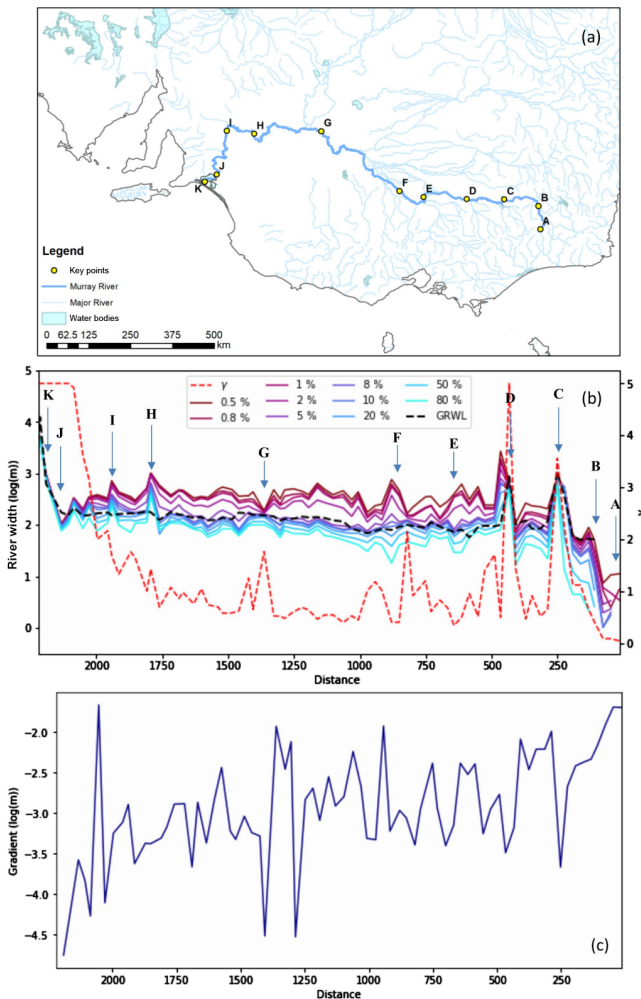 (a)
I
H
G
J
K
F
E
D
C
B
A
Legend
Key points
Murray River
Major River
Water bodies
0 62.5 125 250 375 500
km
(b)
γ 1 % 8 % 50 %
0.5 % 2 % 10 % 80 %
0.8 % 5 % 20 % GRWL
K
J
I
H
G
F
E
D
C
B
A
River width (log(m))
5
4
3
2
1
0
5
4
3
2
1
0
γ
2000 1750 1500 1250 1000 750 500 250
Distance
Gradient (log(m))
−2.0
−2.5
−3.0
−3.5
−4.0
−4.5
(c)
2000 1750 1500 1250 1000 750 500 250
Distance